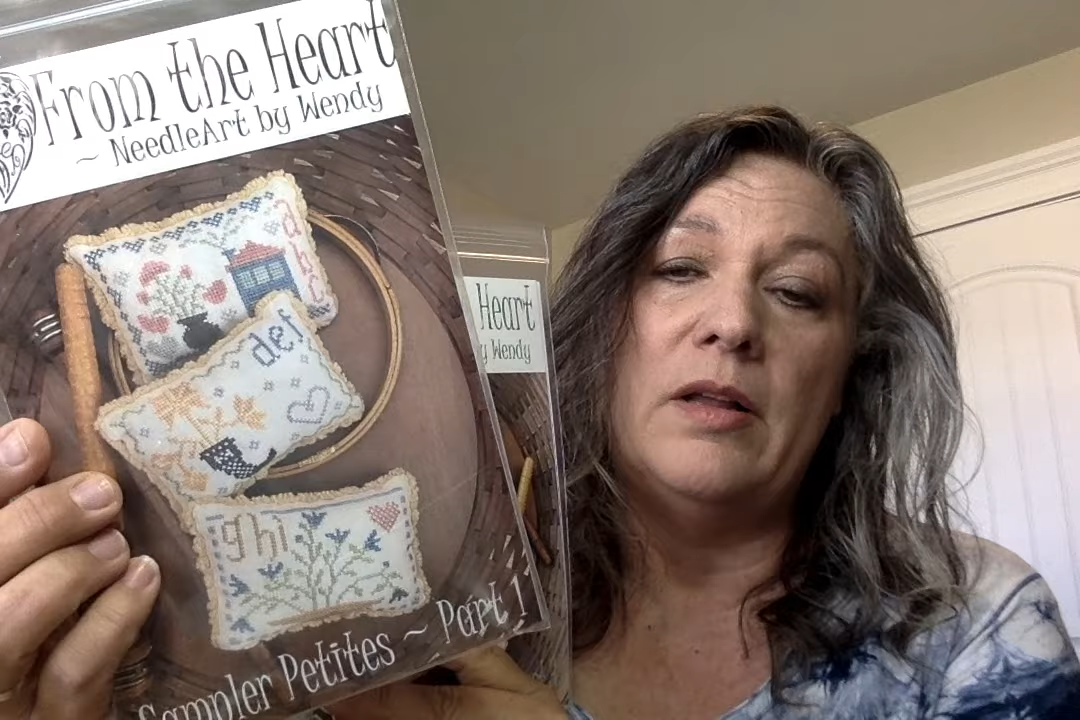 From the Heart
~ NeedleArt by Wendy
abc
def
ghi
Sampler Petites ~ Part 1
Heart
y Wendy